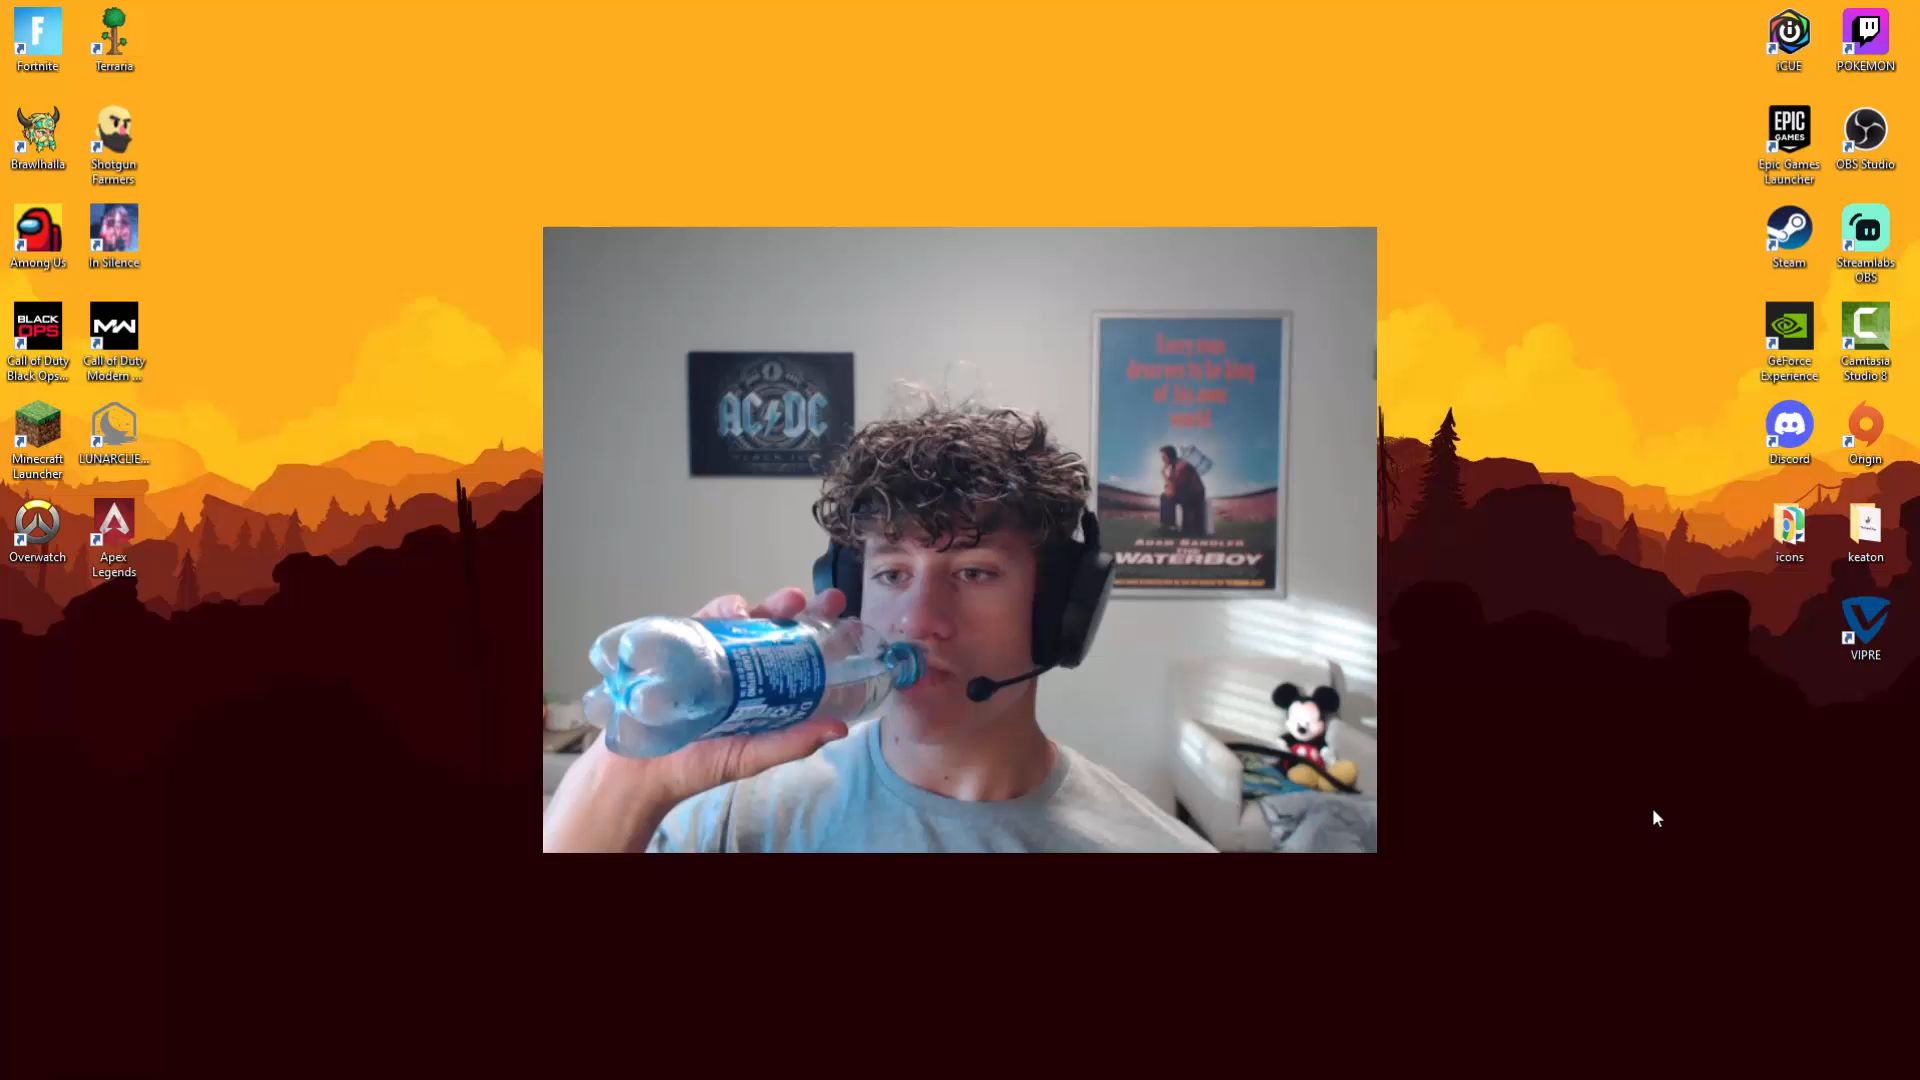 Fortnite
Terraria
Brawlhalla
Shotgun
Farmers
Among Us
In Silence
BLACK
OPS
Call of Duty
Black Ops...
MW
Call of Duty
Modern ...
Minecraft
Launcher
LUNARCLIE...
Overwatch
Apex
Legends
AC DC
BLACK ICE
Every man
deserves to be king
of his own
world.
ADAM SANDLER
THE
WATERBOY
iCUE
POKEMON
EPIC
GAMES
Epic Games
Launcher
OBS Studio
Steam
Streamlabs
OBS
GeForce
Experience
Camtasia
Studio 8
Discord
Origin
icons
keaton
VIPRE